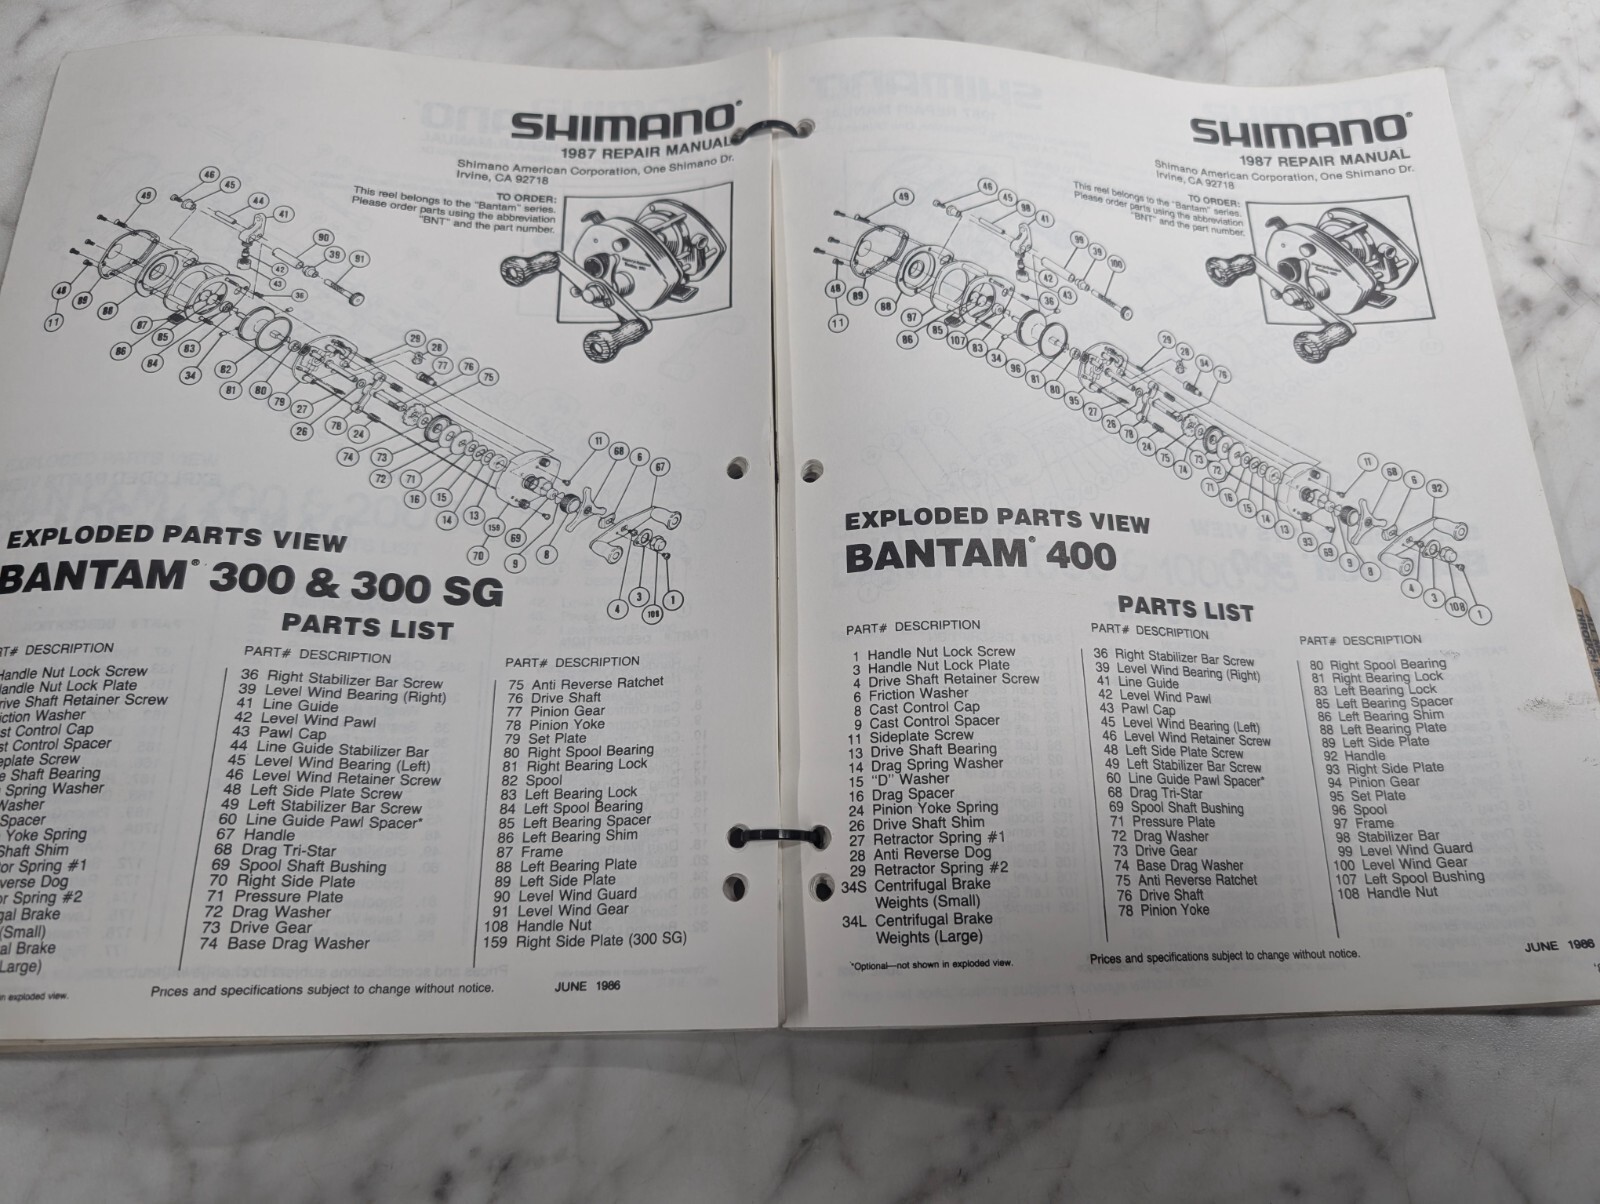 SHIMANO
1987 REPAIR MANUAL
Shimano American Corporation, One Shimano Dr.
Irvine, CA 92718
TO ORDER:
This reel belongs to the "Bantam" series.
Please order parts using the abbreviation
"BNT" and the part number.
EXPLODED PARTS VIEW
BANTAM 300 & 300 SG
PARTS LIST
DESCRIPTION
Handle Nut Lock Screw
Handle Nut Lock Plate
Drive Shaft Retainer Screw
Washer
Control Cap
Control Spacer
Screw
Shaft Bearing
Spring Washer
Washer
Spacer
Yoke Spring
Shaft Shim
Spring #1
Dog
Spring #2
Brake
(Small)
Brake
Large)
in exploded view.
PART# DESCRIPTION
36 Right Stabilizer Bar Screw
39 Level Wind Bearing (Right)
41 Line Guide
42 Level Wind Pawl
43 Pawl Cap
44 Line Guide Stabilizer Bar
45 Level Wind Bearing (Left)
46 Level Wind Retainer Screw
48 Left Side Plate Screw
49 Left Stabilizer Bar Screw
60 Line Guide Pawl Spacer*
67 Handle
68 Drag Tri-Star
69 Spool Shaft Bushing
70 Right Side Plate
71 Pressure Plate
72 Drag Washer
73 Drive Gear
74 Base Drag Washer
PART# DESCRIPTION
75 Anti Reverse Ratchet
76 Drive Shaft
77 Pinion Gear
78 Pinion Yoke
79 Set Plate
80 Right Spool Bearing
81 Right Bearing Lock
82 Spool
83 Left Bearing Lock
84 Left Spool Bearing
85 Left Bearing Spacer
86 Left Bearing Shim
87 Frame
88 Left Bearing Plate
89 Left Side Plate
90 Level Wind Guard
91 Level Wind Gear
108 Handle Nut
159 Right Side Plate (300 SG)
Prices and specifications subject to change without notice.
JUNE 1986
SHIMANO
1987 REPAIR MANUAL
Shimano American Corporation, One Shimano Dr.
Irvine, CA 92718
TO ORDER:
This reel belongs to the "Bantam" series.
Please order parts using the abbreviation
"BNT" and the part number.
EXPLODED PARTS VIEW
BANTAM 400
PARTS LIST
PART# DESCRIPTION
1 Handle Nut Lock Screw
3 Handle Nut Lock Plate
4 Drive Shaft Retainer Screw
6 Friction Washer
8 Cast Control Cap
9 Cast Control Spacer
11 Sideplate Screw
13 Drive Shaft Bearing
14 Drag Spring Washer
15 "D" Washer
16 Drag Spacer
24 Pinion Yoke Spring
26 Drive Shaft Shim
27 Retractor Spring #1
28 Anti Reverse Dog
29 Retractor Spring #2
34S Centrifugal Brake
Weights (Small)
34L Centrifugal Brake
Weights (Large)
*Optional—not shown in exploded view.
PART# DESCRIPTION
36 Right Stabilizer Bar Screw
39 Level Wind Bearing (Right)
41 Line Guide
42 Level Wind Pawl
43 Pawl Cap
45 Level Wind Bearing (Left)
46 Level Wind Retainer Screw
48 Left Side Plate Screw
49 Left Stabilizer Bar Screw
60 Line Guide Pawl Spacer*
68 Drag Tri-Star
69 Spool Shaft Bushing
71 Pressure Plate
72 Drag Washer
73 Drive Gear
74 Base Drag Washer
75 Anti Reverse Ratchet
76 Drive Shaft
78 Pinion Yoke
PART# DESCRIPTION
80 Right Spool Bearing
81 Right Bearing Lock
83 Left Bearing Lock
85 Left Bearing Spacer
86 Left Bearing Shim
88 Left Bearing Plate
89 Left Side Plate
92 Handle
93 Right Side Plate
94 Pinion Gear
95 Set Plate
96 Spool
97 Frame
98 Stabilizer Bar
99 Level Wind Guard
100 Level Wind Gear
107 Left Spool Bushing
108 Handle Nut
Prices and specifications subject to change without notice.
JUNE 1986